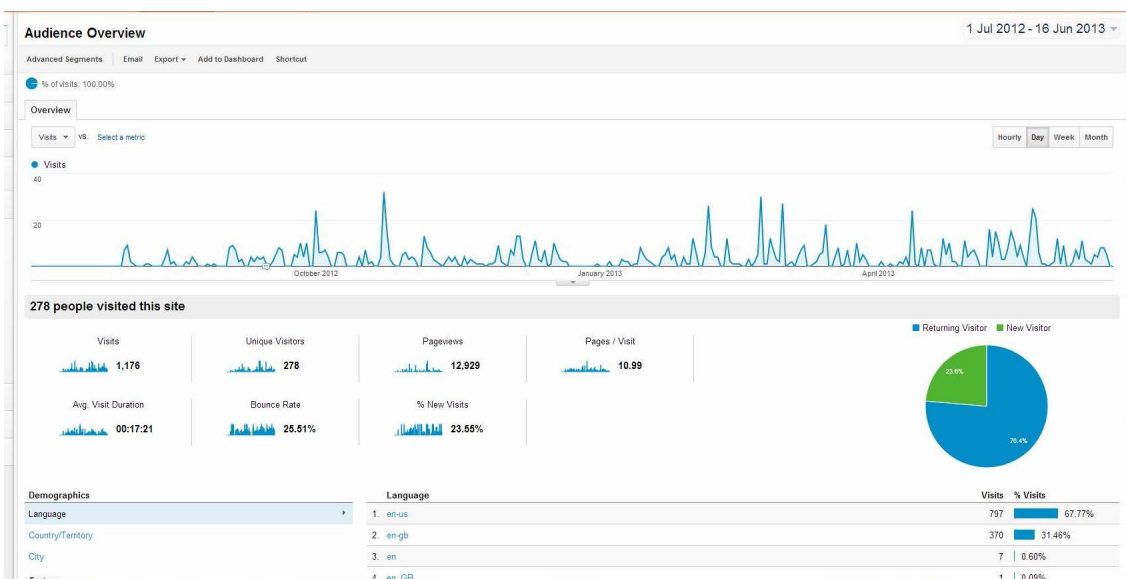 Audience Overview
1 Jul 2012 - 16 Jun 2013
Advanced Segments Email Export Add to Dashboard Shortcut
% of visits: 100.00%
Overview
Visits VS. Select a metric
Hourly Day Week Month
Visits
40
20
October 2012 January 2013 April 2013
278 people visited this site
Returning Visitor New Visitor
Visits Unique Visitors Pageviews Pages / Visit
1,176 278 12,929 10.99
23.6%
Avg. Visit Duration Bounce Rate % New Visits
00:17:21 25.51% 23.55%
76.4%
Demographics Language Visits % Visits
Language 1. en-us 797 67.77%
Country/Territory 2. en-gb 370 31.46%
City 3. en 7 0.60%
4. en_GB 1 0.09%